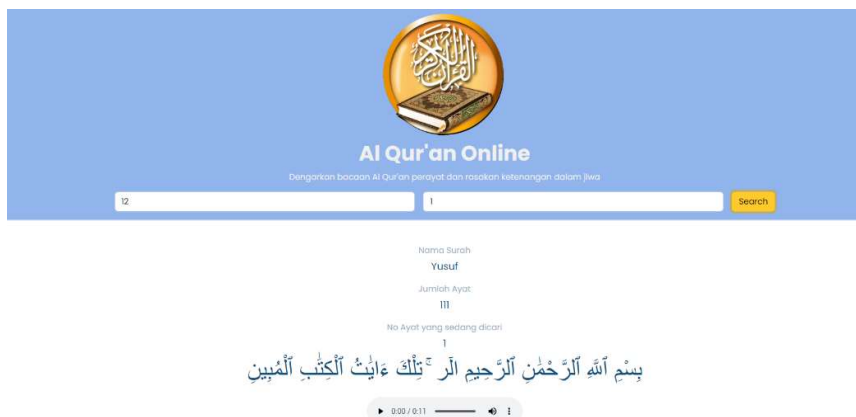 Al Qur'an Online
Dengarkan bacaan Al Qur'an perayat dan rasakan ketenangan dalam jiwa
12 1 Search
Nama Surah
Yusuf
Jumlah Ayat
111
No Ayat yang sedang dicari
1
بِسْمِ ٱللَّهِ ٱلرَّحْمَٰنِ ٱلرَّحِيمِ الٓر ۚ تِلْكَ ءَايَٰتُ ٱلْكِتَٰبِ ٱلْمُبِينِ
0:00 / 0:11